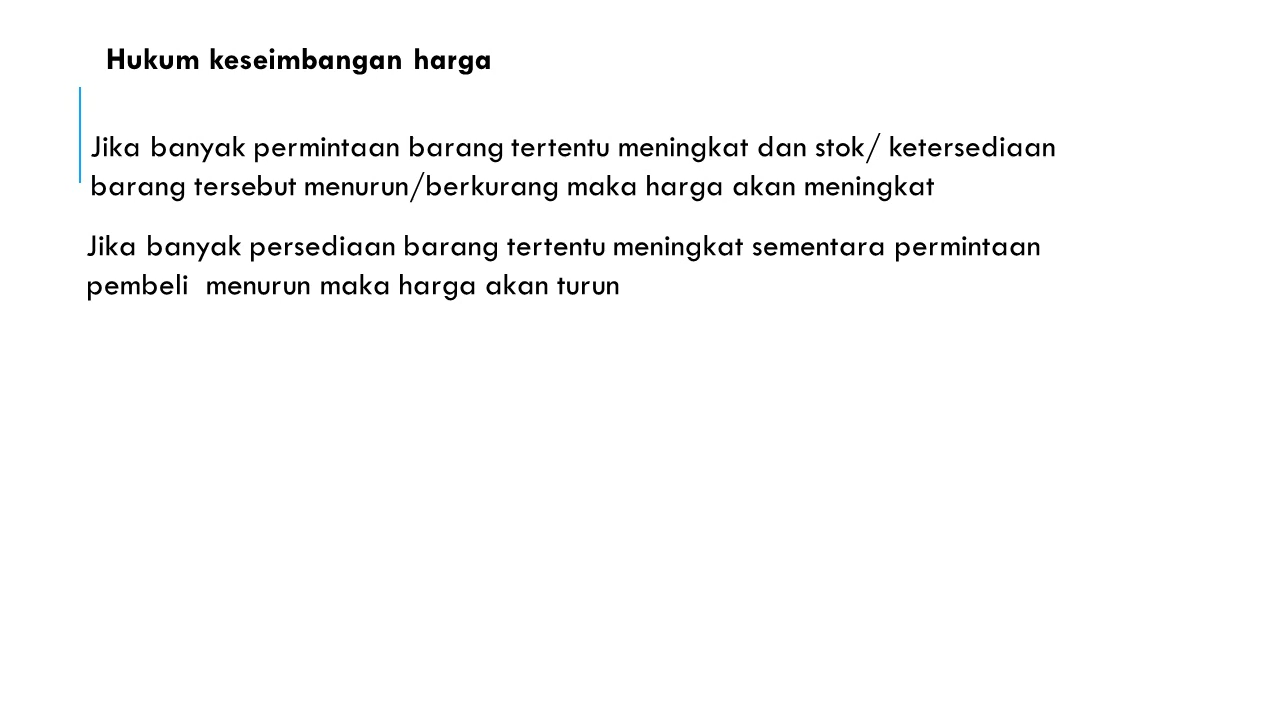 Hukum keseimbangan harga
Jika banyak permintaan barang tertentu meningkat dan stok/ ketersediaan
barang tersebut menurun/berkurang maka harga akan meningkat
Jika banyak persediaan barang tertentu meningkat sementara permintaan
pembeli  menurun maka harga akan turun